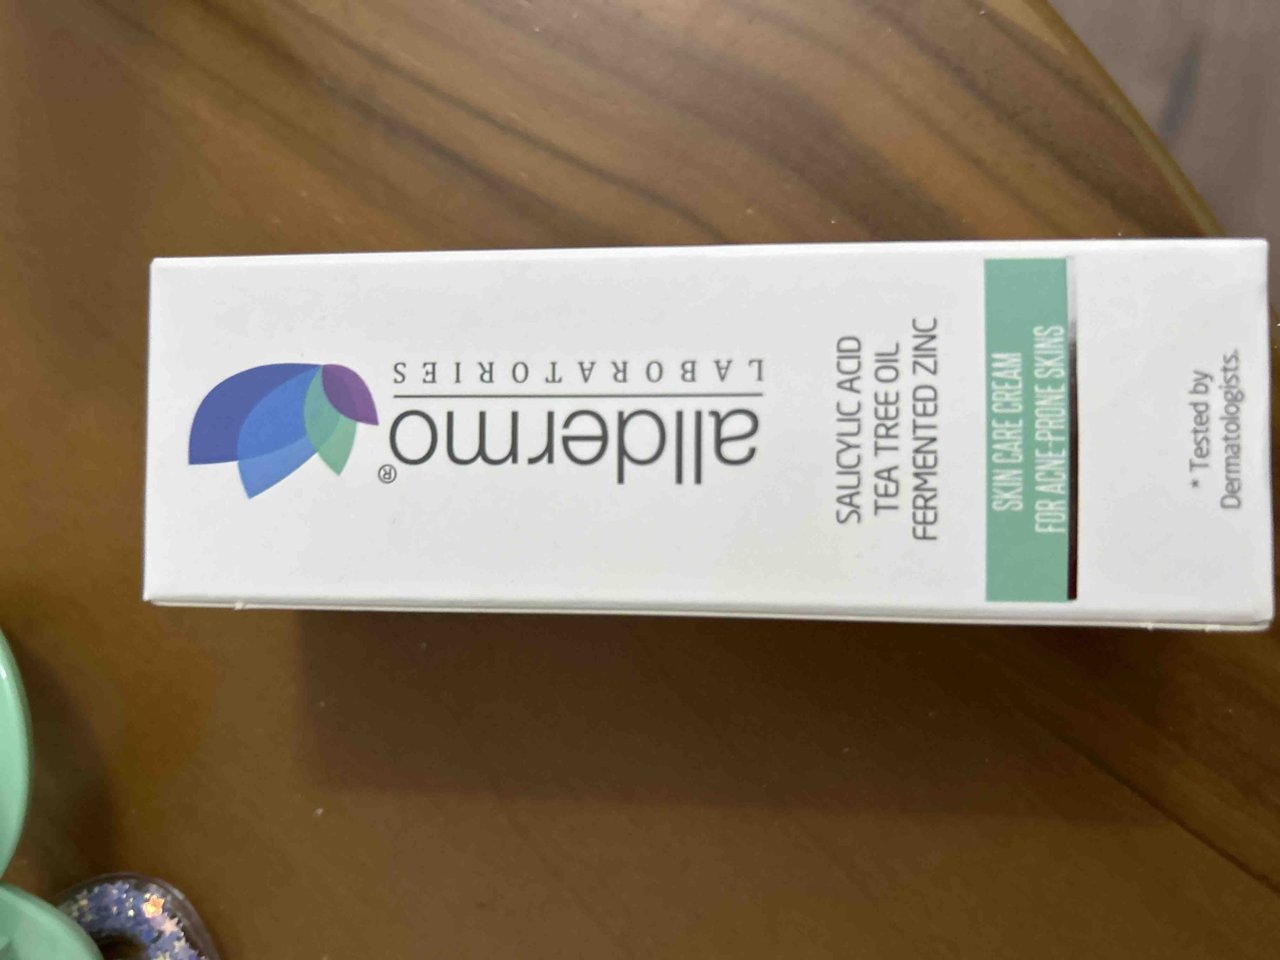 alldermo®
LABORATORIES
SALICYLIC ACID
TEA TREE OIL
FERMENTED ZINC
SKIN CARE CREAM
FOR ACNE-PRONE SKINS
* Tested by
Dermatologists.